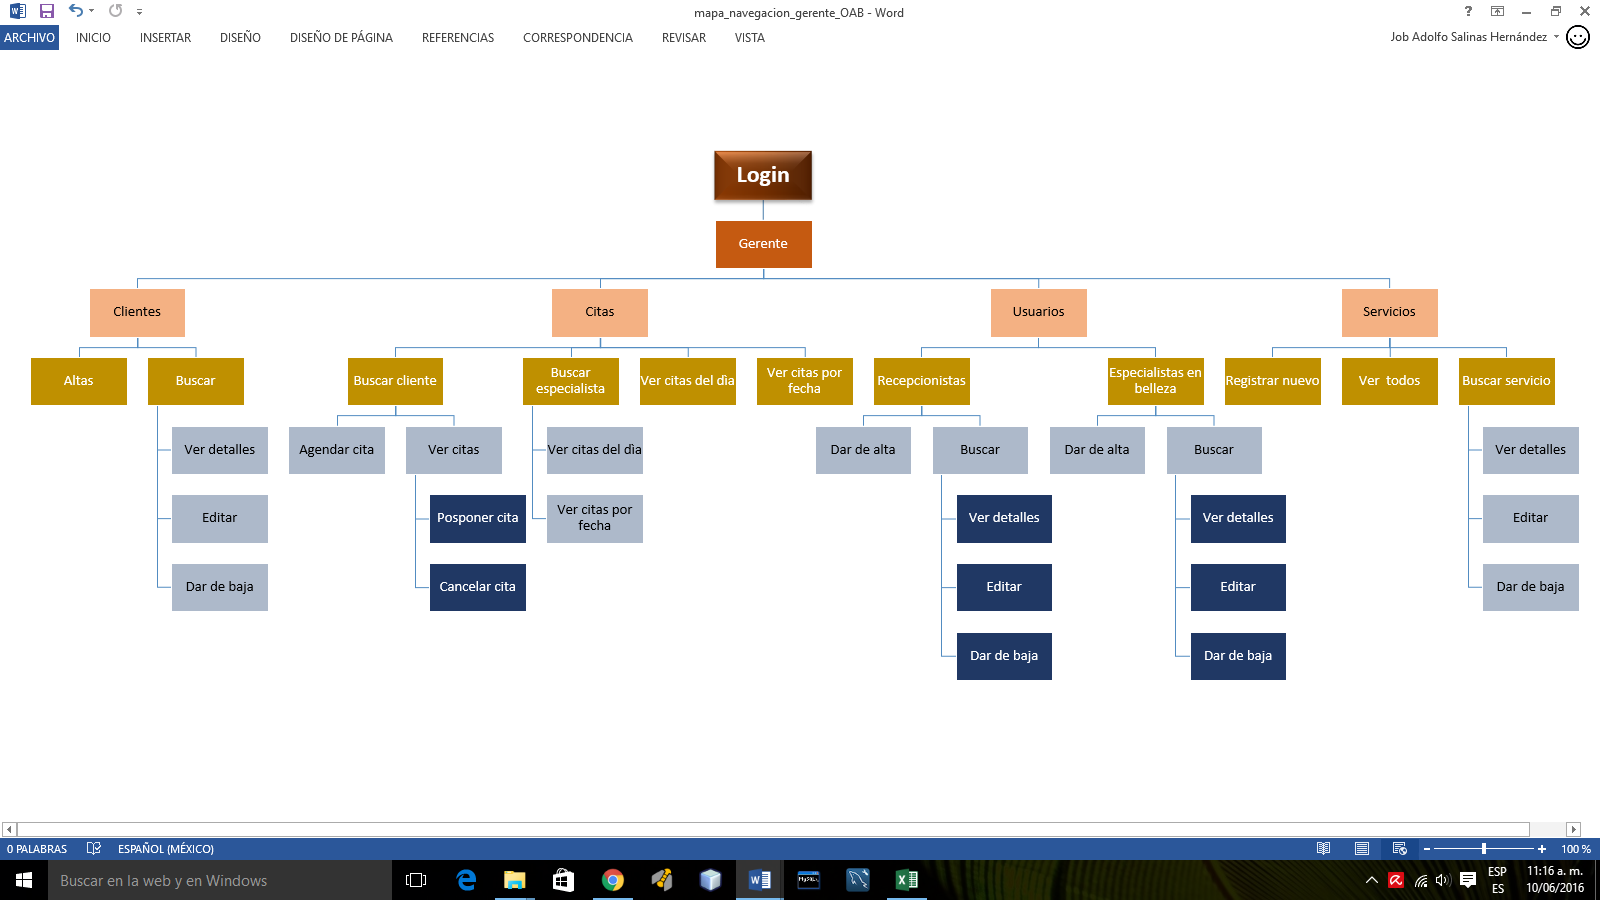 mapa_navegacion_gerente_OAB - Word
ARCHIVO INICIO INSERTAR DISEÑO DISEÑO DE PÁGINA REFERENCIAS CORRESPONDENCIA REVISAR VISTA
Job Adolfo Salinas Hernández
Login
Gerente
Clientes Citas Usuarios Servicios
Altas
Buscar
Buscar cliente
Buscar
especialista
Ver citas del dìa
Ver citas por
fecha
Recepcionistas
Especialistas en
belleza
Registrar nuevo
Ver todos
Buscar servicio
Ver detalles
Agendar cita
Ver citas
Ver citas del dìa
Dar de alta
Buscar
Dar de alta
Buscar
Ver detalles
Editar
Posponer cita
Ver citas por
fecha
Ver detalles
Ver detalles
Editar
Dar de baja
Cancelar cita
Editar
Editar
Dar de baja
Dar de baja
Dar de baja
0 PALABRAS ESPAÑOL (MÉXICO)
100 %
Buscar en la web y en Windows
MySQL
ESP
ES
11:16 a. m.
10/06/2016